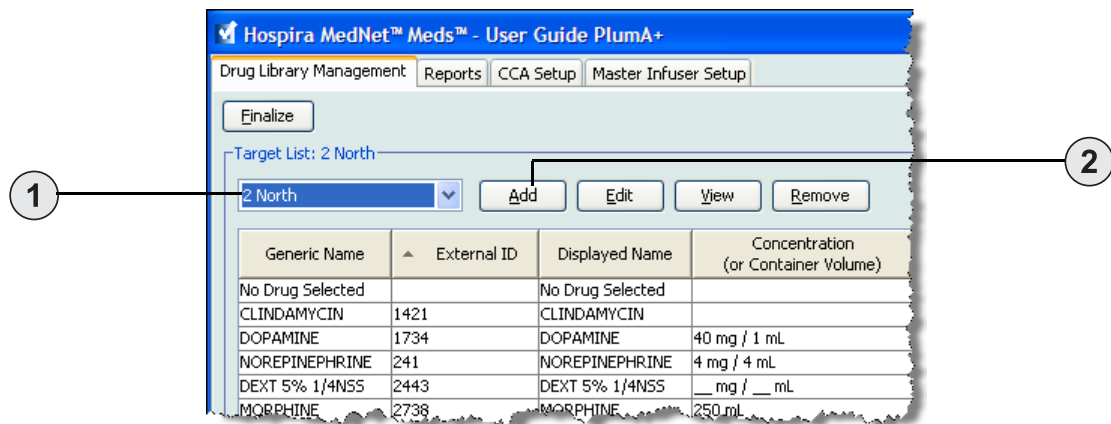 Hospira MedNet™ Meds™ - User Guide PlumA+
Drug Library Management Reports CCA Setup Master Infuser Setup
Finalize
Target List: 2 North
1 2 North Add Edit View Remove 2
Generic Name External ID Displayed Name Concentration
(or Container Volume)
No Drug Selected No Drug Selected
CLINDAMYCIN 1421 CLINDAMYCIN
DOPAMINE 1734 DOPAMINE 40 mg / 1 mL
NOREPINEPHRINE 241 NOREPINEPHRINE 4 mg / 4 mL
DEXT 5% 1/4NSS 2443 DEXT 5% 1/4NSS __ mg / __ mL
MORPHINE 2738 MORPHINE 250 mL